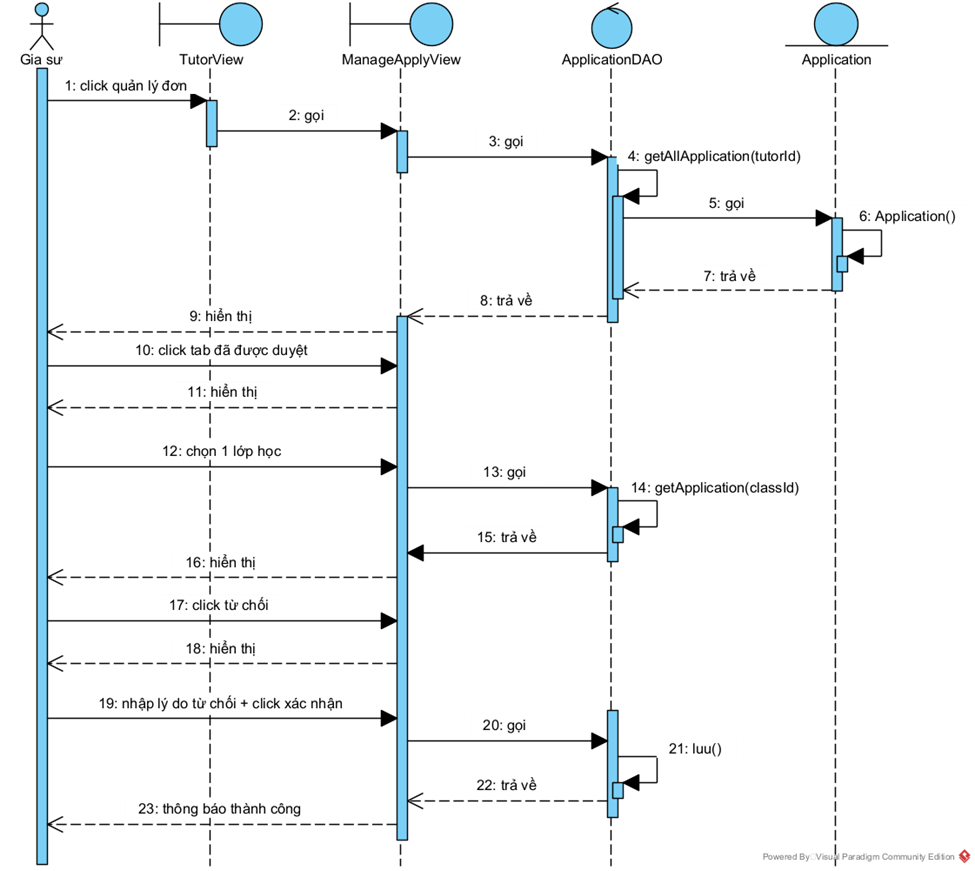 Gia sư
TutorView
ManageApplyView
ApplicationDAO
Application
1: click quản lý đơn
2: gọi
3: gọi
4: getAllApplication(tutorId)
5: gọi
6: Application()
7: trả về
8: trả về
9: hiển thị
10: click tab đã được duyệt
11: hiển thị
12: chọn 1 lớp học
13: gọi
14: getApplication(classId)
15: trả về
16: hiển thị
17: click từ chối
18: hiển thị
19: nhập lý do từ chối + click xác nhận
20: gọi
21: luu()
22: trả về
23: thông báo thành công
Powered By Visual Paradigm Community Edition